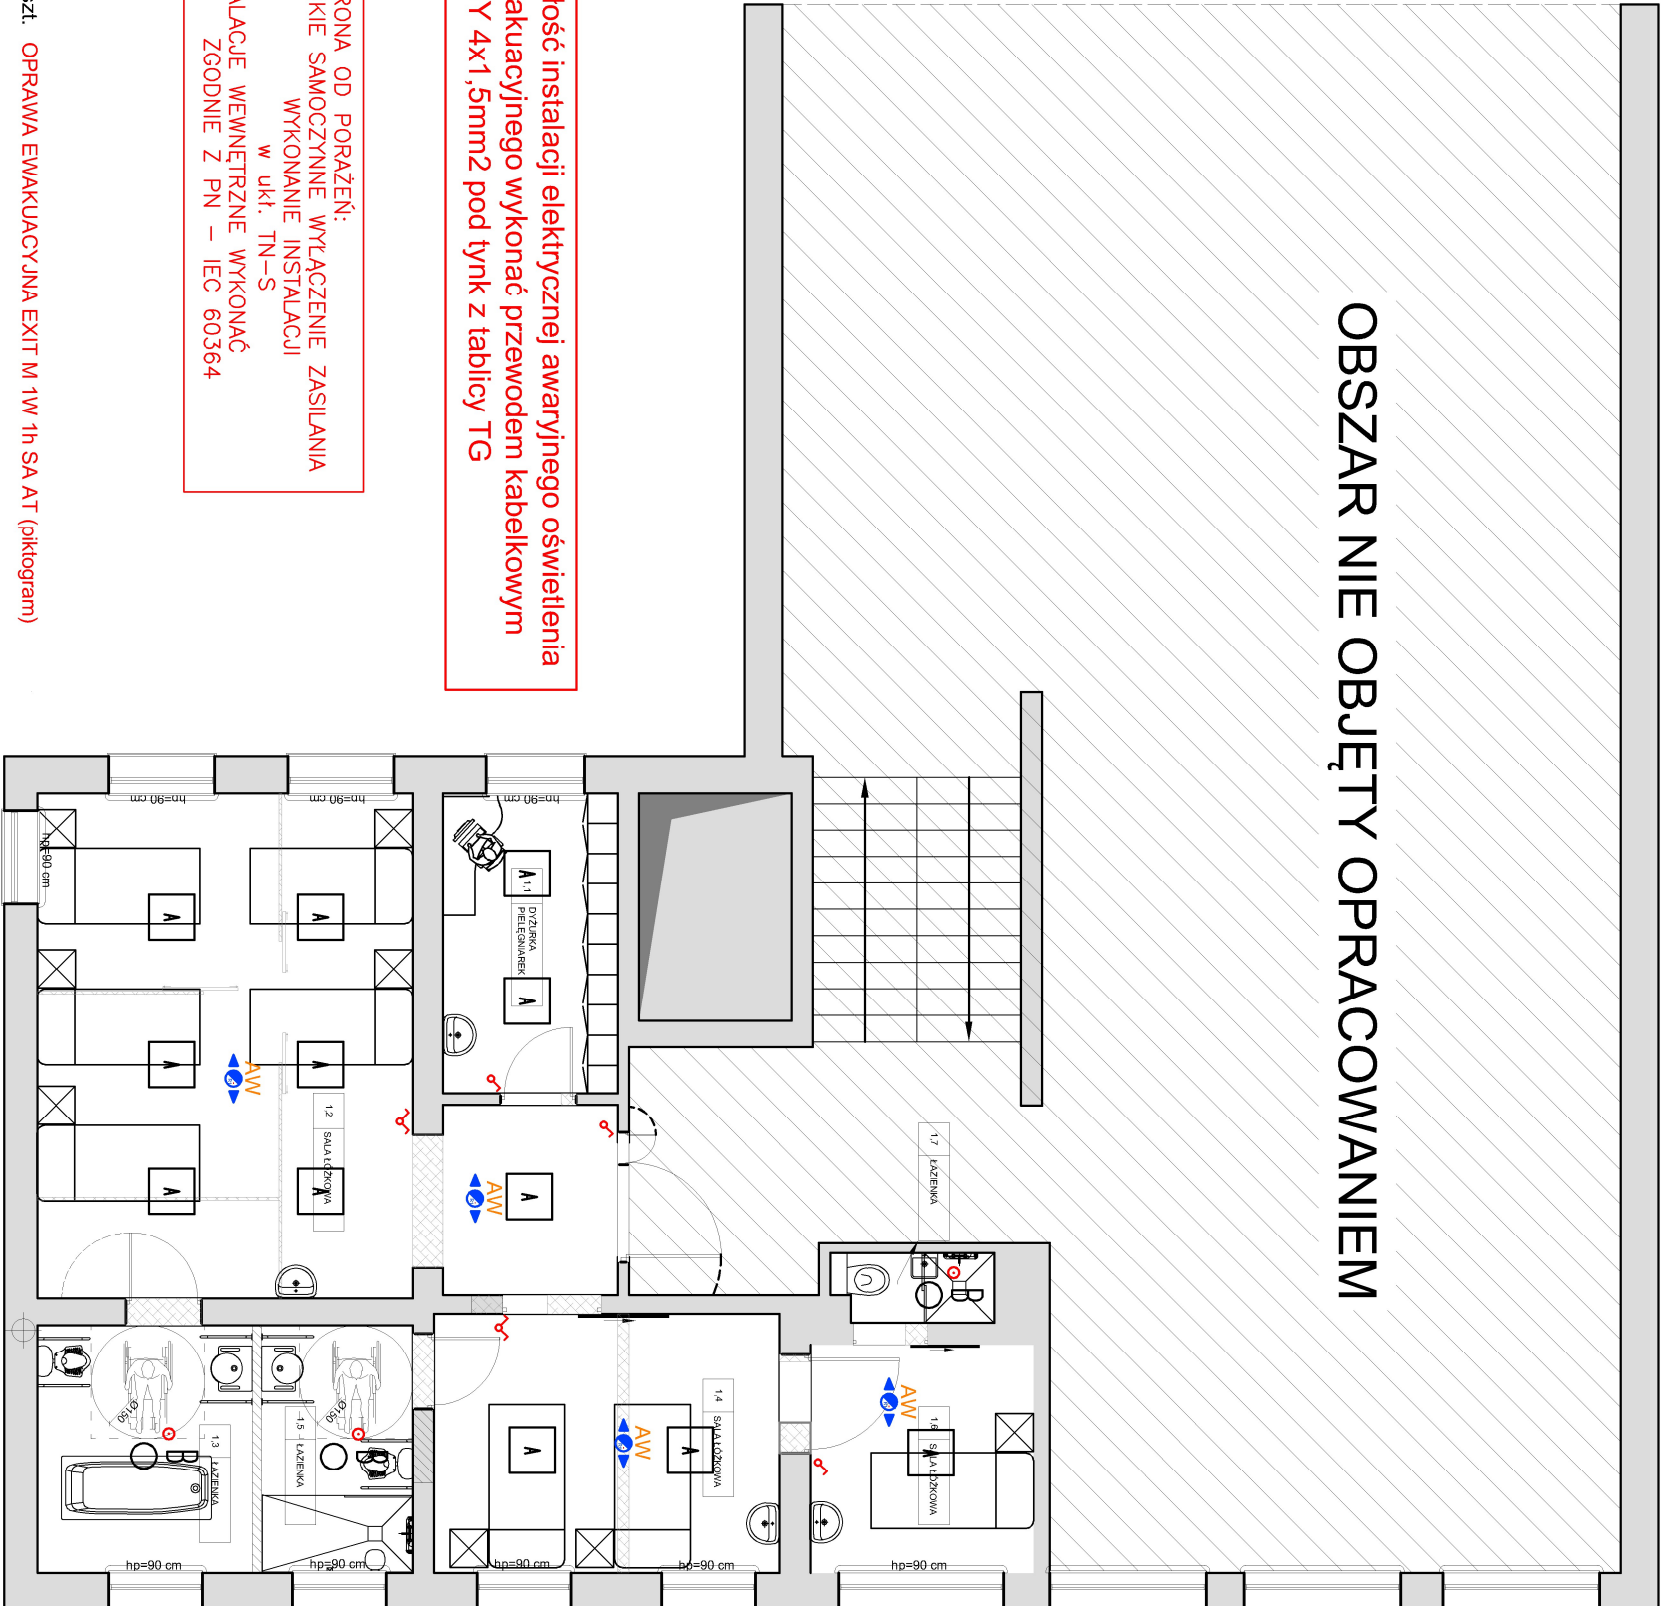 OBSZAR NIE OBJĘTY OPRACOWANIEM
instalacji elektrycznej awaryjnego oświetlenia
wykonać przewodem kabelkowym
4x1,5mm2 pod tynk z tablicy TG
OD PORAŻEŃ:
SAMOCZYNNE WYŁĄCZENIE ZASILANIA
WYKONANIE INSTALACJI
w ukł. TN-S
WEWNĘTRZNE WYKONAĆ
ZGODNIE Z PN - IEC 60364
szt. OPRAWA EWAKUACYJNA EXIT M 1W 1h SA AT (piktogram)
hp=90 cm
hp=90 cm
hp=90 cm
hp=90 cm
A
1,1
DYŻURKA
PIELĘGNIAREK
A
A
A
A
A
AW
1,2 SALA ŁÓŻKOWA
A
A
AW
A
1,7 ŁAZIENKA
B
Ø150
B
1,3 ŁAZIENKA
Ø150
B
1,5 ŁAZIENKA
A
AW
A
1,4 SALA ŁÓŻKOWA
AW
A
1,6 SALA ŁÓŻKOWA
hp=90 cm
hp=90 cm
hp=90 cm
hp=90 cm
hp=90 cm